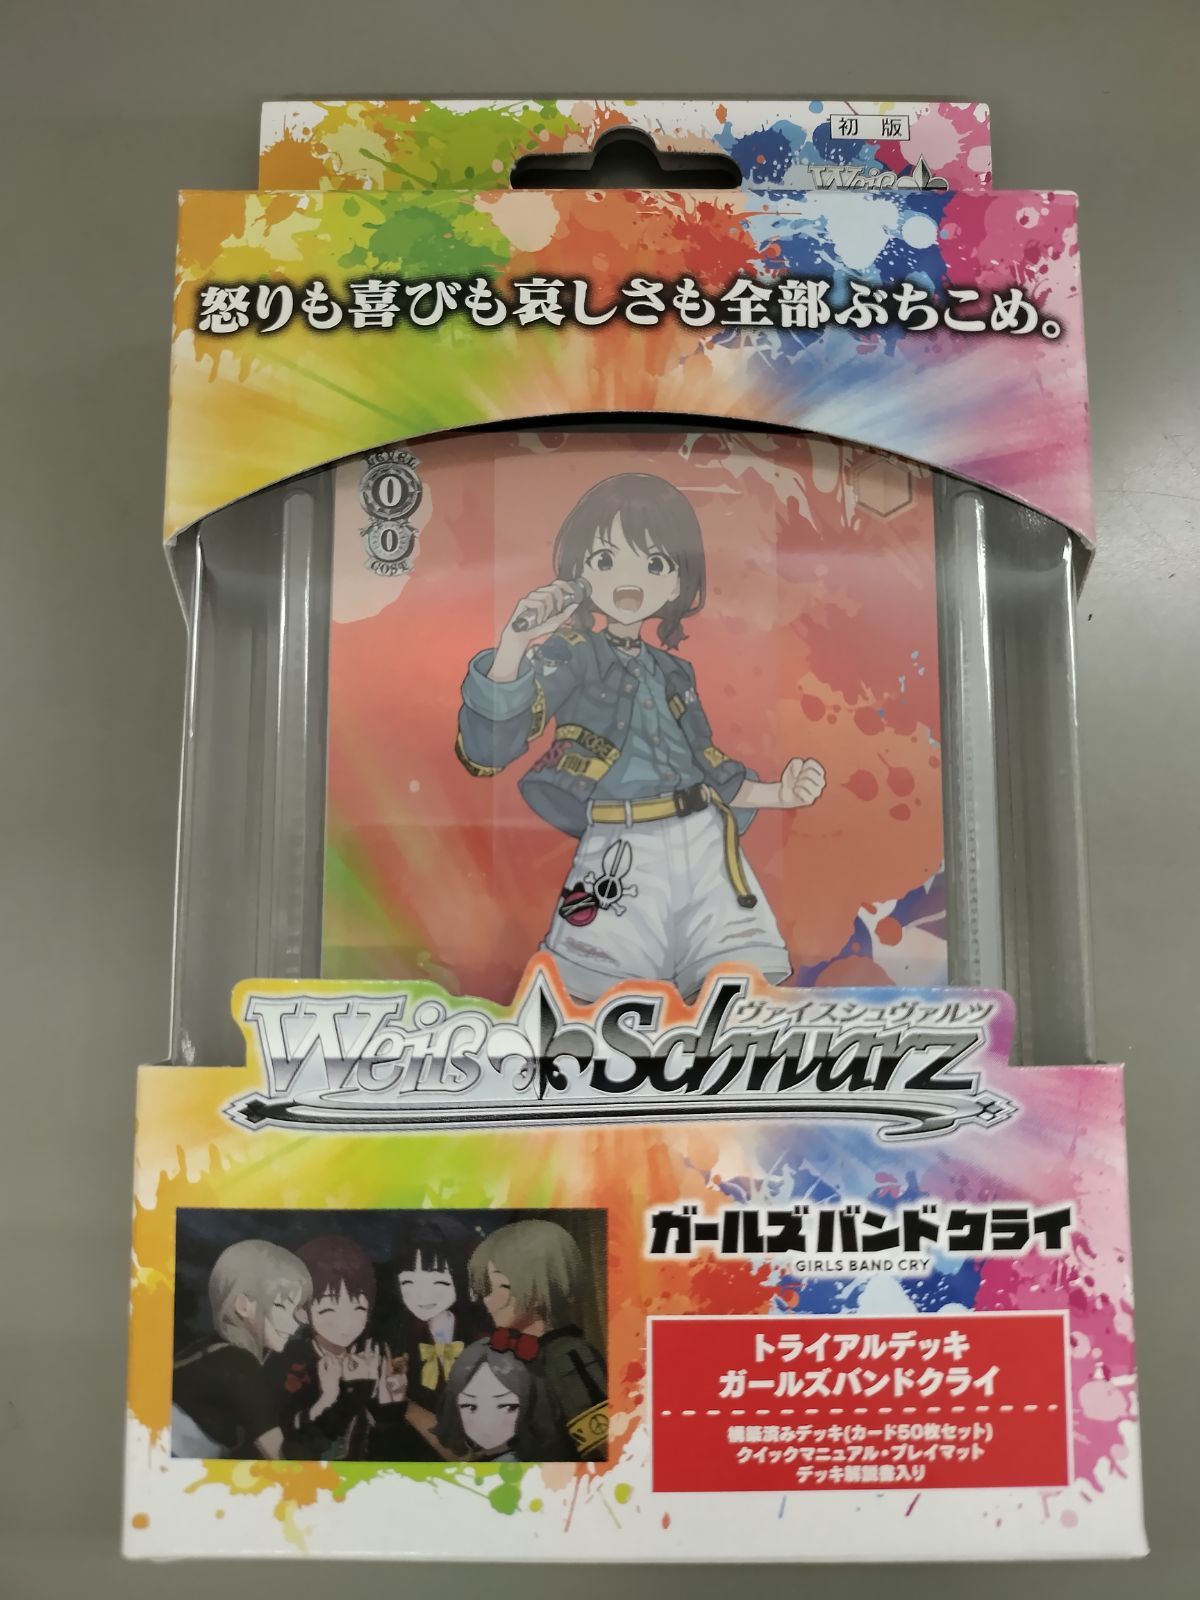 初 版
Weiß
怒りも喜びも哀しさも全部ぶちこめ。
LEVEL
0
0
COST
ヴァイスシュヴァルツ
Weiß Schwarz
ガールズバンドクライ
GIRLS BAND CRY
トライアルデッキ
ガールズバンドクライ
構築済みデッキ(カード50枚セット)
クイックマニュアル・プレイマット
デッキ解説書入り